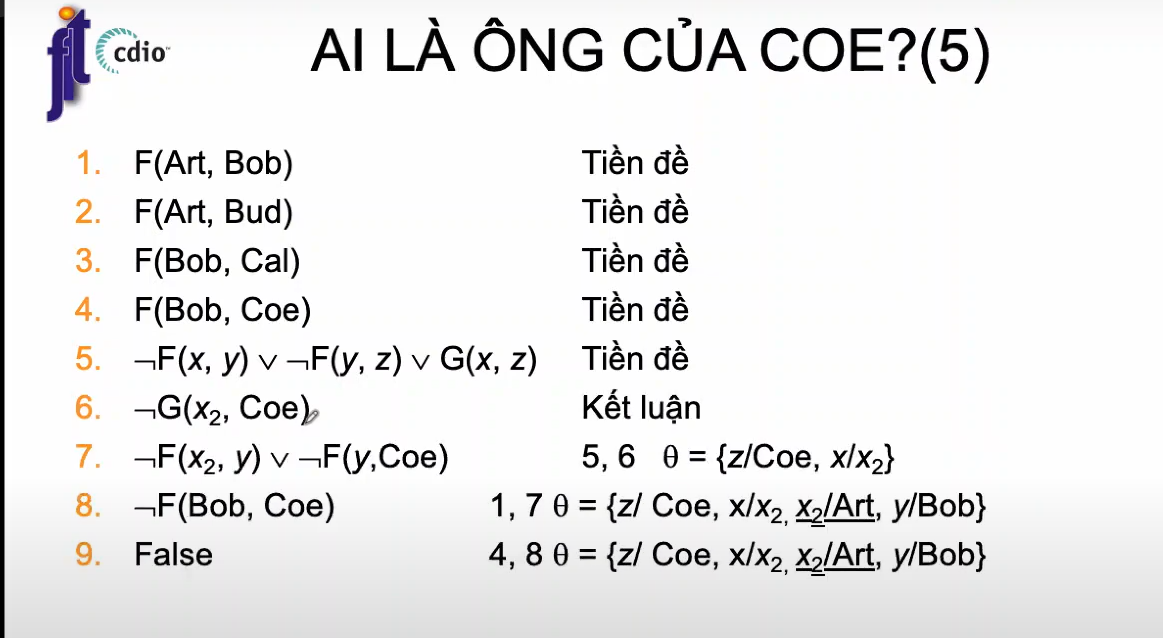 fit
cdio™
AI LÀ ÔNG CỦA COE?(5)
1. F(Art, Bob) Tiền đề
2. F(Art, Bud) Tiền đề
3. F(Bob, Cal) Tiền đề
4. F(Bob, Coe) Tiền đề
5. ¬F(x, y) ∨ ¬F(y, z) ∨ G(x, z) Tiền đề
6. ¬G(x₂, Coe) Kết luận
7. ¬F(x₂, y) ∨ ¬F(y,Coe) 5, 6 θ = {z/Coe, x/x₂}
8. ¬F(Bob, Coe) 1, 7 θ = {z/ Coe, x/x₂, x₂/Art, y/Bob}
9. False 4, 8 θ = {z/ Coe, x/x₂, x₂/Art, y/Bob}